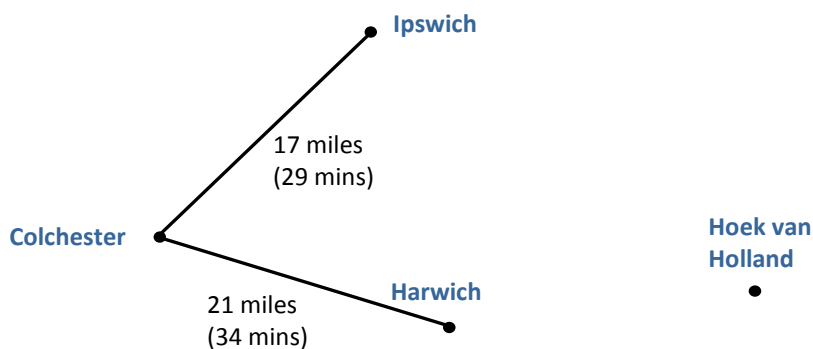 Ipswich
17 miles
(29 mins)
Colchester
Hoek van
Holland
Harwich
21 miles
(34 mins)